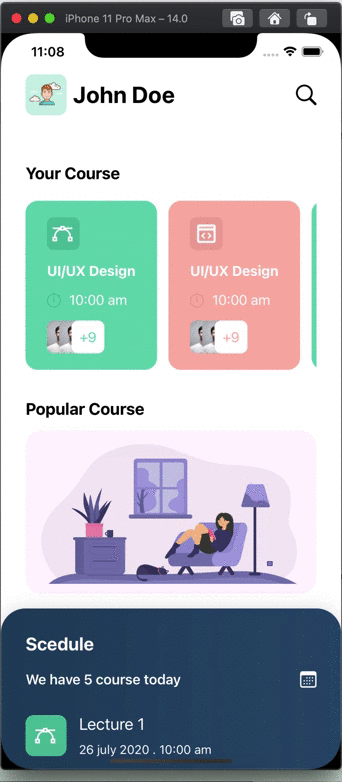 iPhone 11 Pro Max – 14.0
11:08
John Doe
Your Course
UI/UX Design
10:00 am
+9
UI/UX Design
10:00 am
+9
Popular Course
Scedule
We have 5 course today
Lecture 1
26 july 2020 . 10:00 am